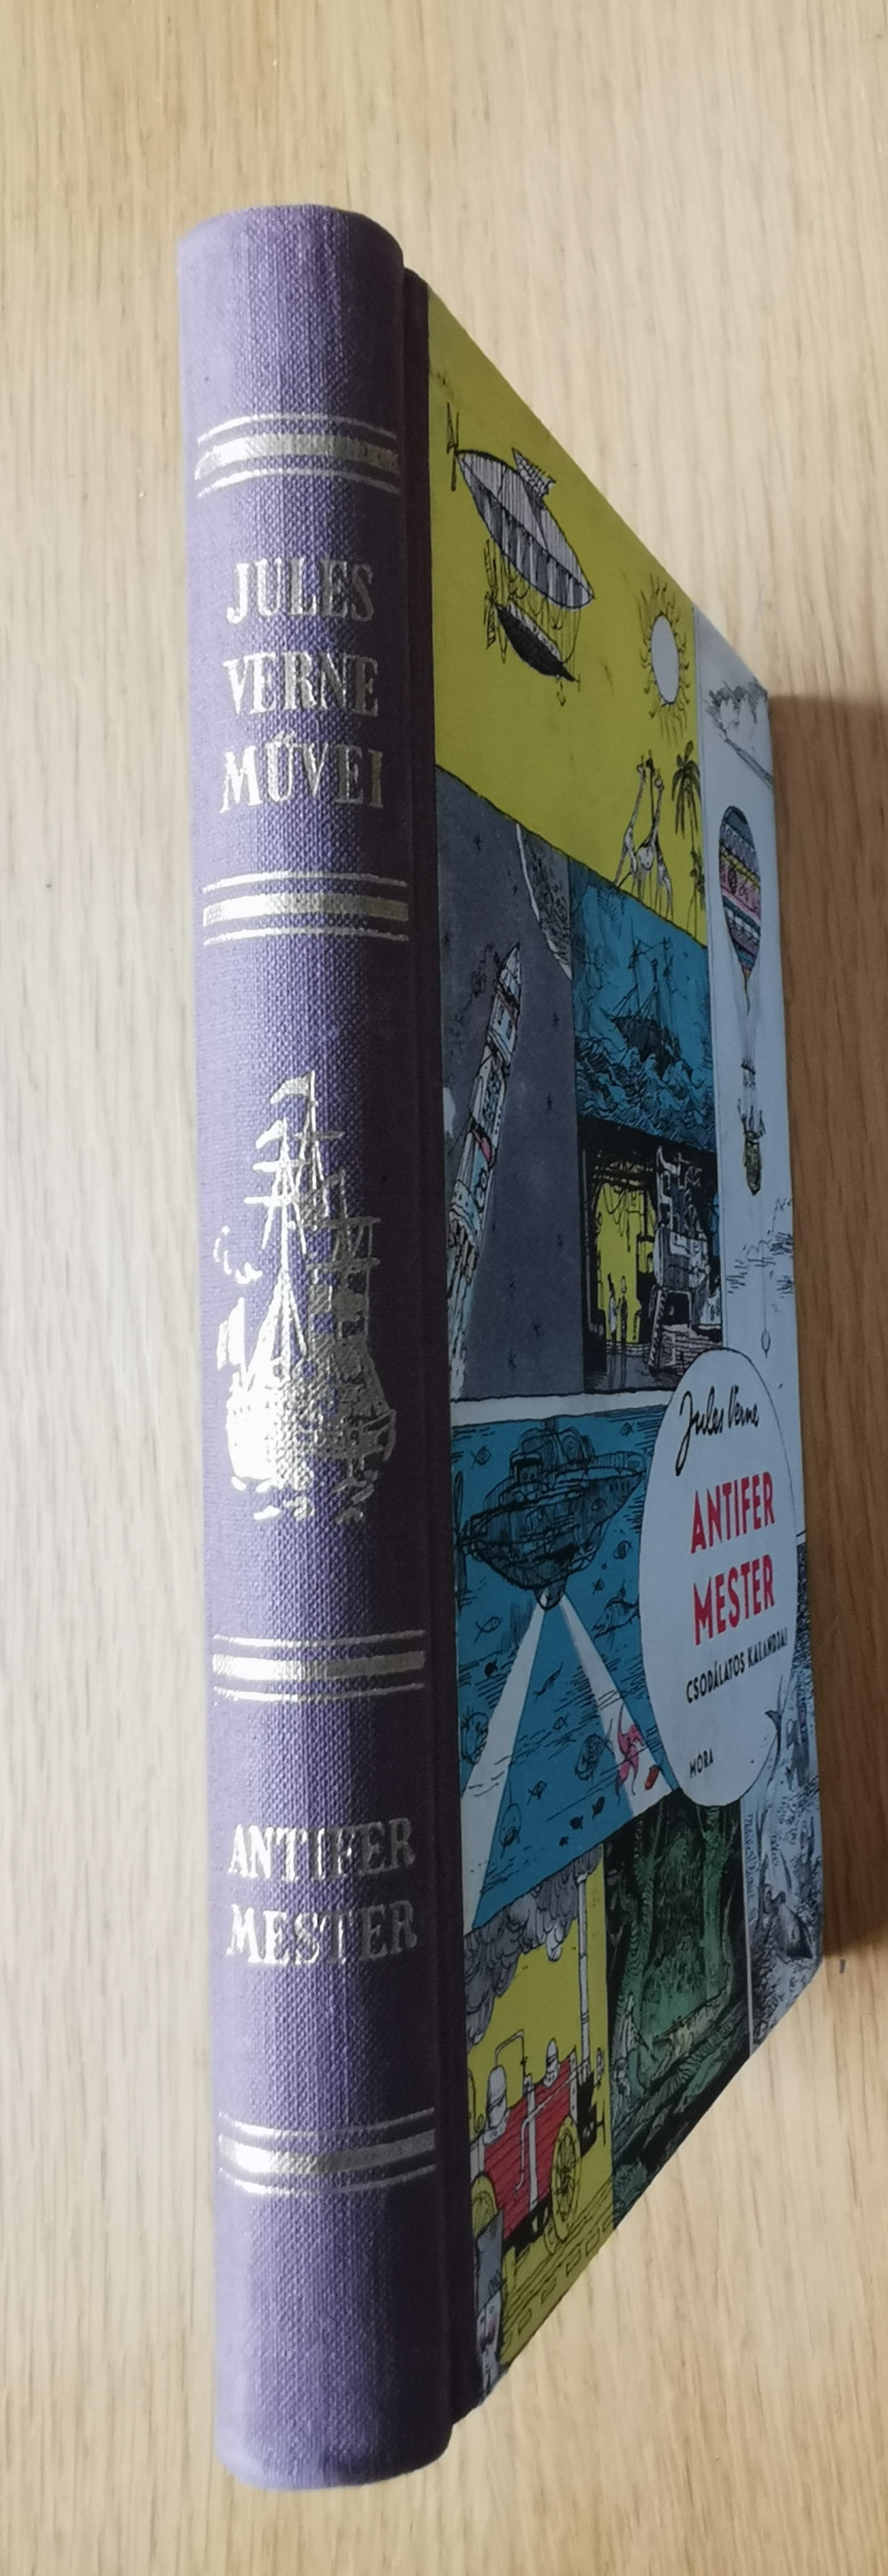 JULES
VERNE
MŰVEI
ANTIFER
MESTER
Jules Verne
ANTIFER
MESTER
CSODÁLATOS KALANDJAI
MÓRA